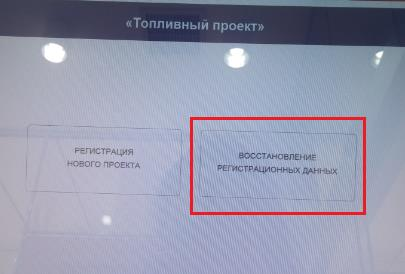 «Топливный проект»
РЕГИСТРАЦИЯ
НОВОГО ПРОЕКТА
ВОССТАНОВЛЕНИЕ
РЕГИСТРАЦИОННЫХ ДАННЫХ